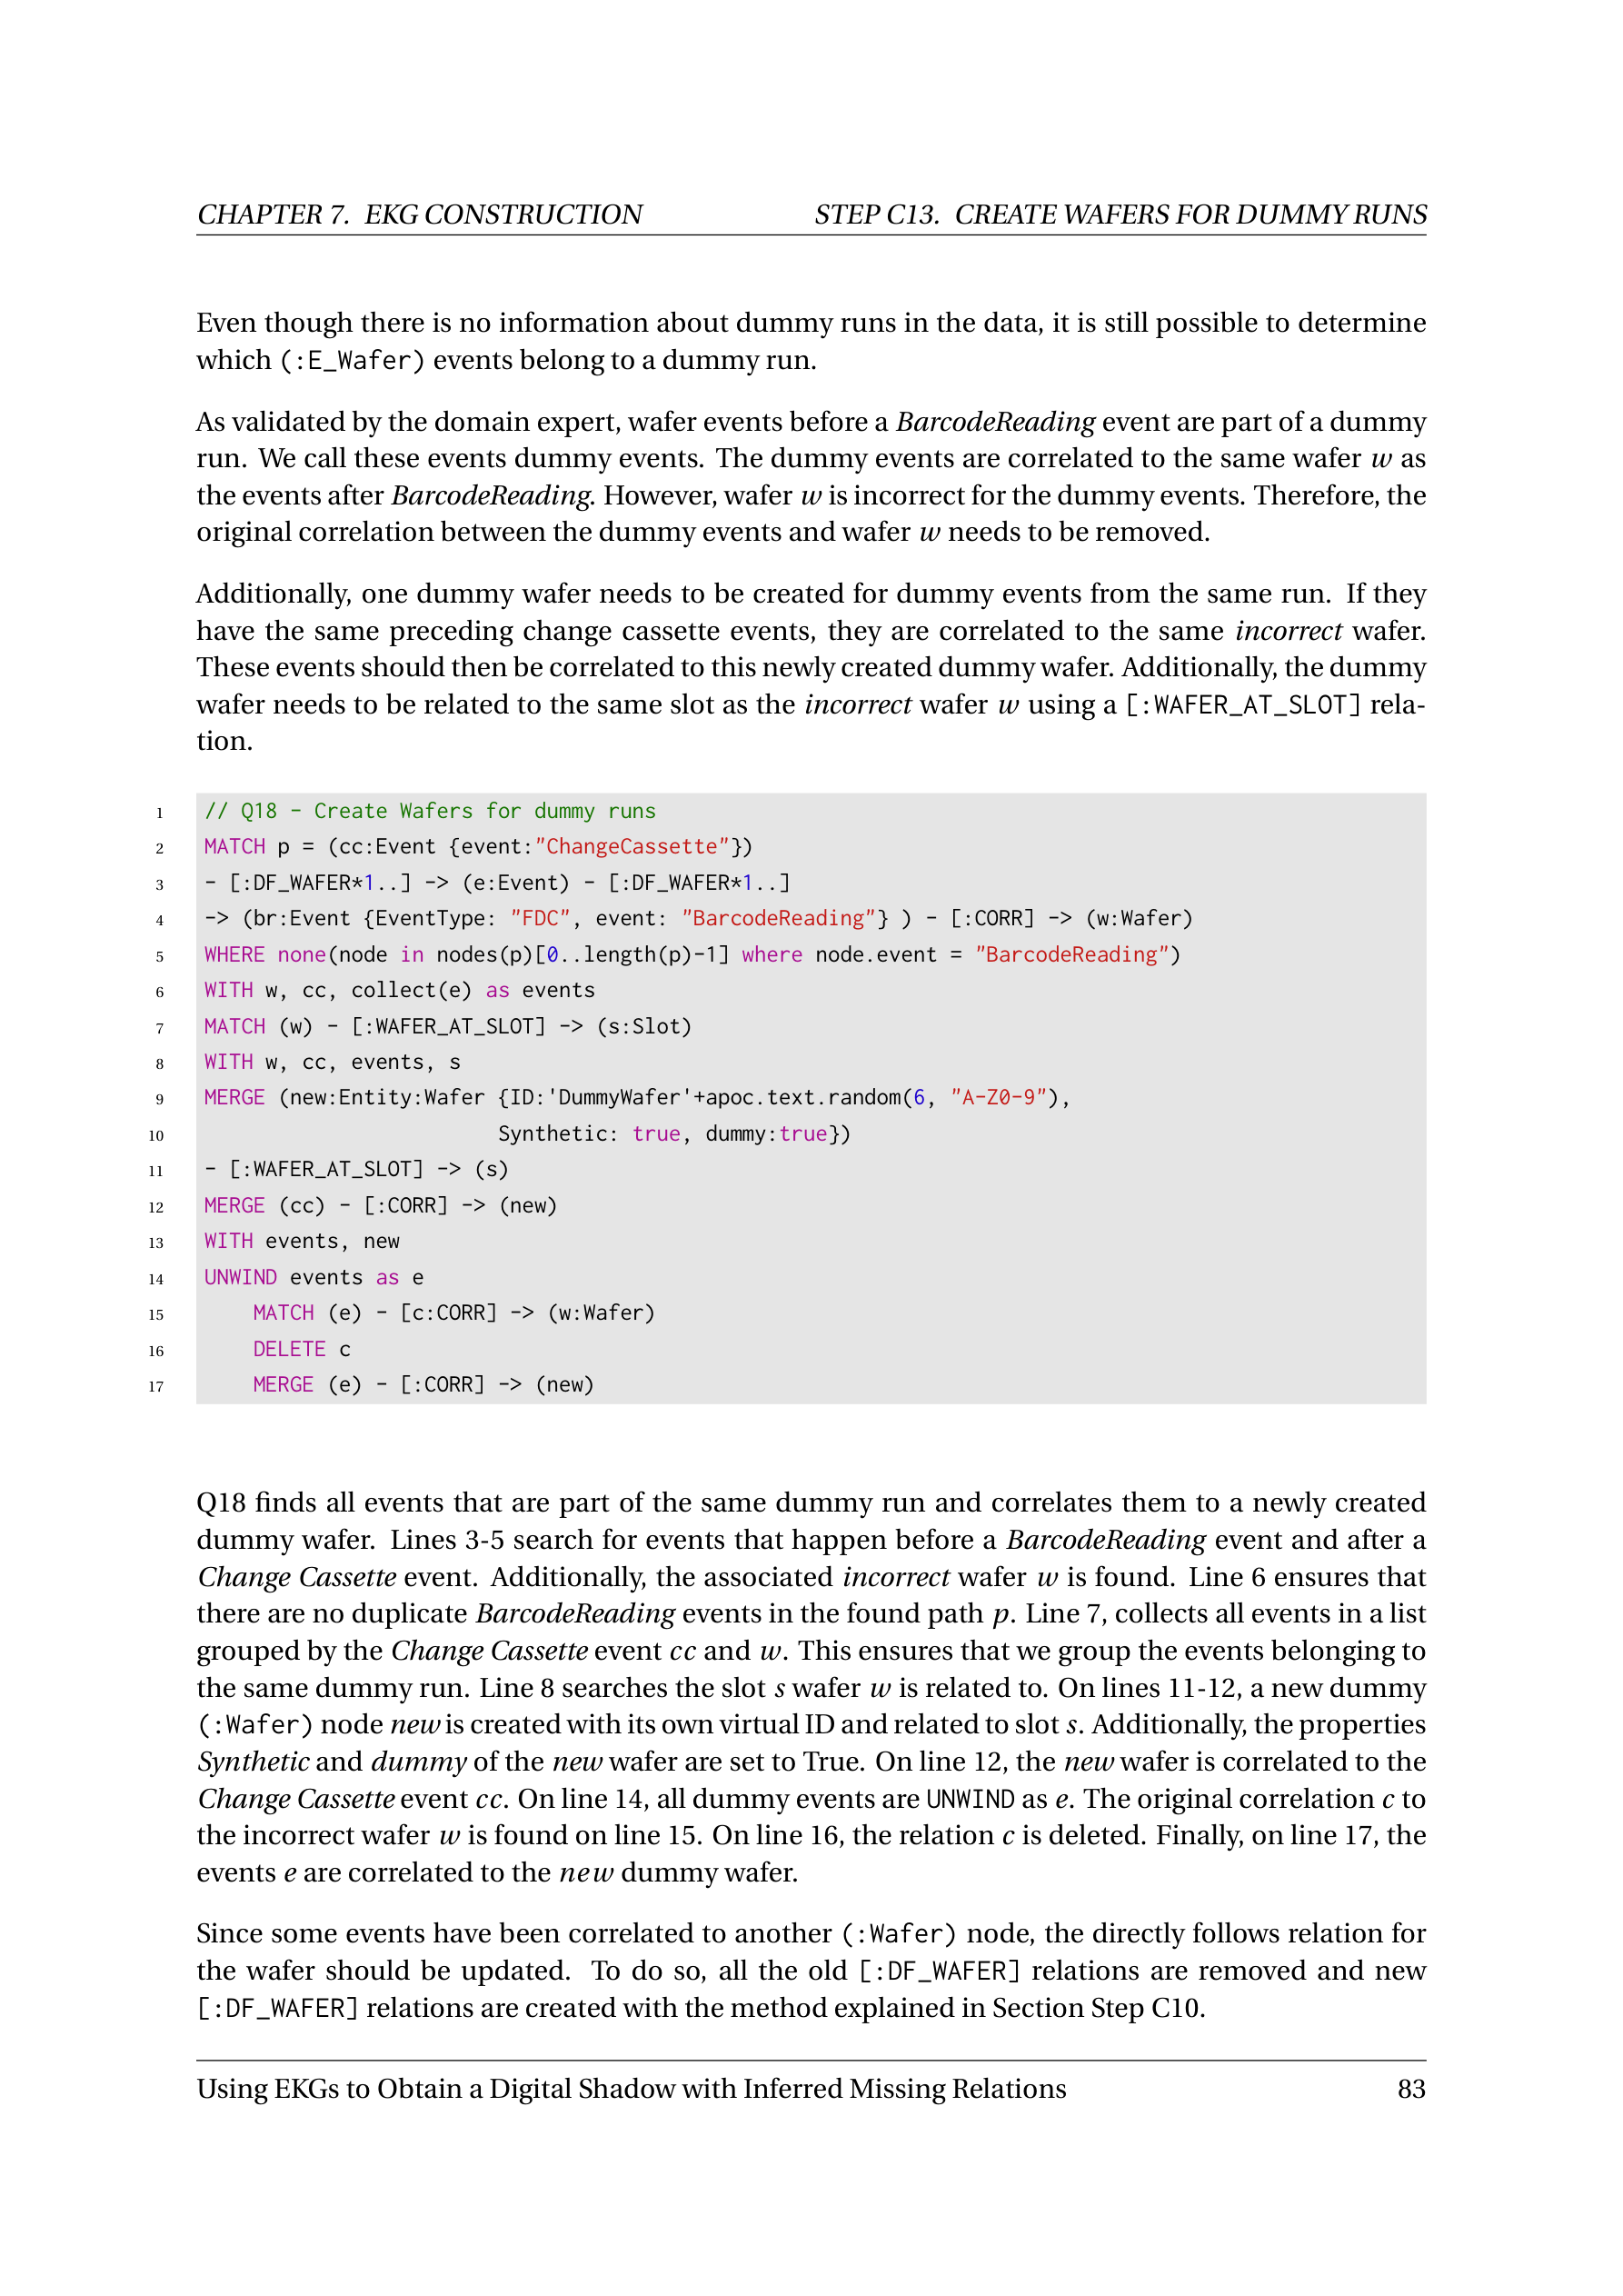 CHAPTER 7. EKG CONSTRUCTION STEP C13. CREATE WAFERS FOR DUMMY RUNS
Even though there is no information about dummy runs in the data, it is still possible to determine
which (:E_Wafer) events belong to a dummy run.
As validated by the domain expert, wafer events before a BarcodeReading event are part of a dummy
run. We call these events dummy events. The dummy events are correlated to the same wafer w as
the events after BarcodeReading. However, wafer w is incorrect for the dummy events. Therefore, the
original correlation between the dummy events and wafer w needs to be removed.
Additionally, one dummy wafer needs to be created for dummy events from the same run. If they
have the same preceding change cassette events, they are correlated to the same incorrect wafer.
These events should then be correlated to this newly created dummy wafer. Additionally, the dummy
wafer needs to be related to the same slot as the incorrect wafer w using a [:WAFER_AT_SLOT] rela-
tion.
1 // Q18 - Create Wafers for dummy runs
2 MATCH p = (cc:Event {event:"ChangeCassette"})
3 - [:DF_WAFER*1..] -> (e:Event) - [:DF_WAFER*1..]
4 -> (br:Event {EventType: "FDC", event: "BarcodeReading"} ) - [:CORR] -> (w:Wafer)
5 WHERE none(node in nodes(p)[0..length(p)-1] where node.event = "BarcodeReading")
6 WITH w, cc, collect(e) as events
7 MATCH (w) - [:WAFER_AT_SLOT] -> (s:Slot)
8 WITH w, cc, events, s
9 MERGE (new:Entity:Wafer {ID:'DummyWafer'+apoc.text.random(6, "A-Z0-9"),
10 Synthetic: true, dummy:true})
11 - [:WAFER_AT_SLOT] -> (s)
12 MERGE (cc) - [:CORR] -> (new)
13 WITH events, new
14 UNWIND events as e
15 MATCH (e) - [c:CORR] -> (w:Wafer)
16 DELETE c
17 MERGE (e) - [:CORR] -> (new)
Q18 finds all events that are part of the same dummy run and correlates them to a newly created
dummy wafer. Lines 3-5 search for events that happen before a BarcodeReading event and after a
Change Cassette event. Additionally, the associated incorrect wafer w is found. Line 6 ensures that
there are no duplicate BarcodeReading events in the found path p. Line 7, collects all events in a list
grouped by the Change Cassette event cc and w. This ensures that we group the events belonging to
the same dummy run. Line 8 searches the slot s wafer w is related to. On lines 11-12, a new dummy
(:Wafer) node new is created with its own virtual ID and related to slot s. Additionally, the properties
Synthetic and dummy of the new wafer are set to True. On line 12, the new wafer is correlated to the
Change Cassette event cc. On line 14, all dummy events are UNWIND as e. The original correlation c to
the incorrect wafer w is found on line 15. On line 16, the relation c is deleted. Finally, on line 17, the
events e are correlated to the new dummy wafer.
Since some events have been correlated to another (:Wafer) node, the directly follows relation for
the wafer should be updated. To do so, all the old [:DF_WAFER] relations are removed and new
[:DF_WAFER] relations are created with the method explained in Section Step C10.
Using EKGs to Obtain a Digital Shadow with Inferred Missing Relations 83